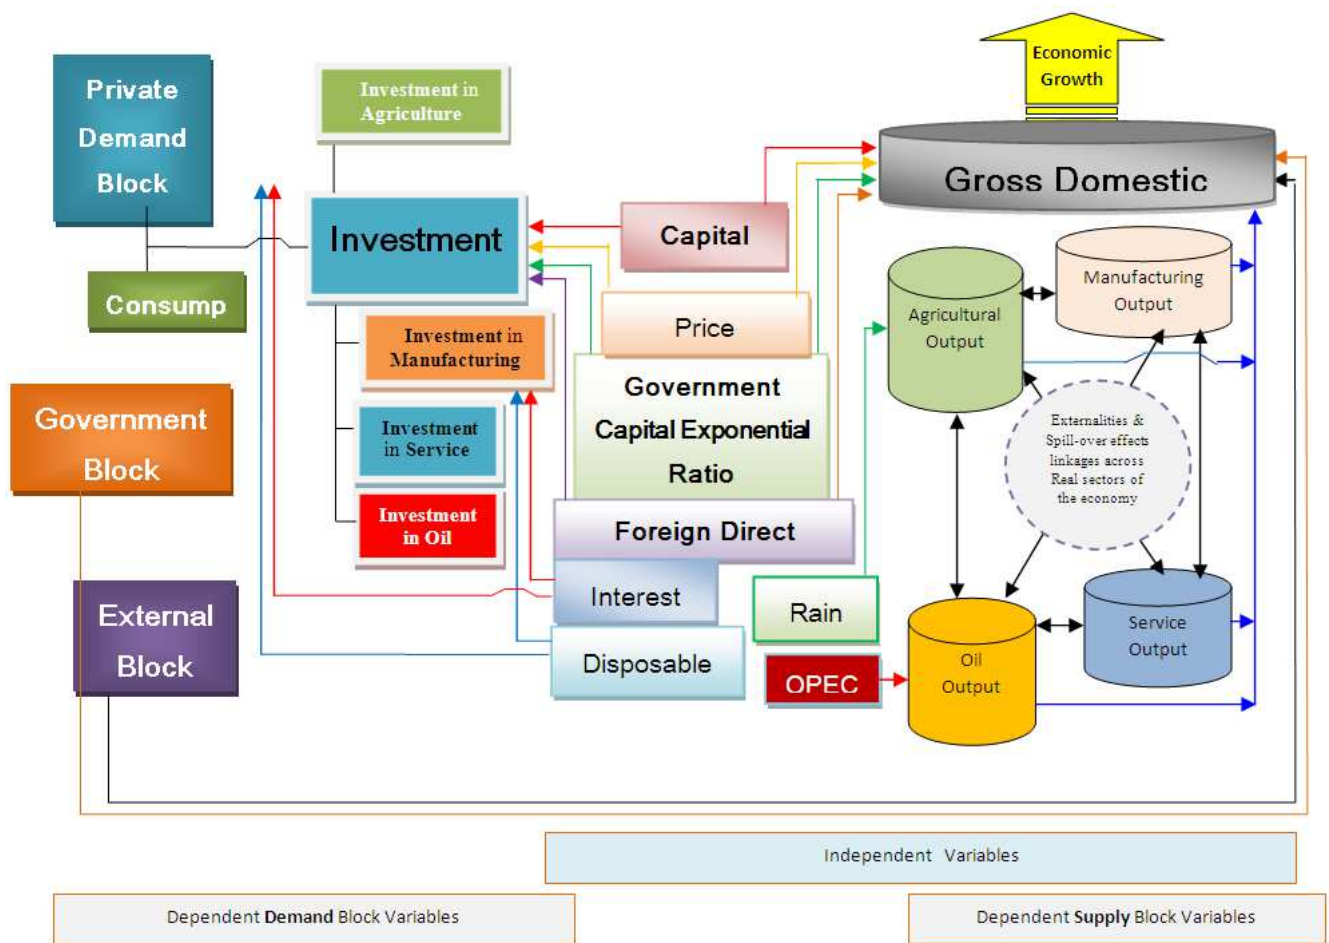 Economic
Growth
Private
Demand
Block
Investment in
Agriculture
Gross Domestic
Investment
Capital
Consump
Manufacturing
Output
Agricultural
Output
Price
Investment in
Manufacturing
Government
Block
Government
Capital Exponential
Ratio
Investment
in Service
Externalities &
Spill-over effects
linkages across
Real sectors of
the economy
Investment
in Oil
Foreign Direct
External
Block
Interest
Rain
Service
Output
Disposable
OPEC
Oil
Output
Independent Variables
Dependent Demand Block Variables
Dependent Supply Block Variables